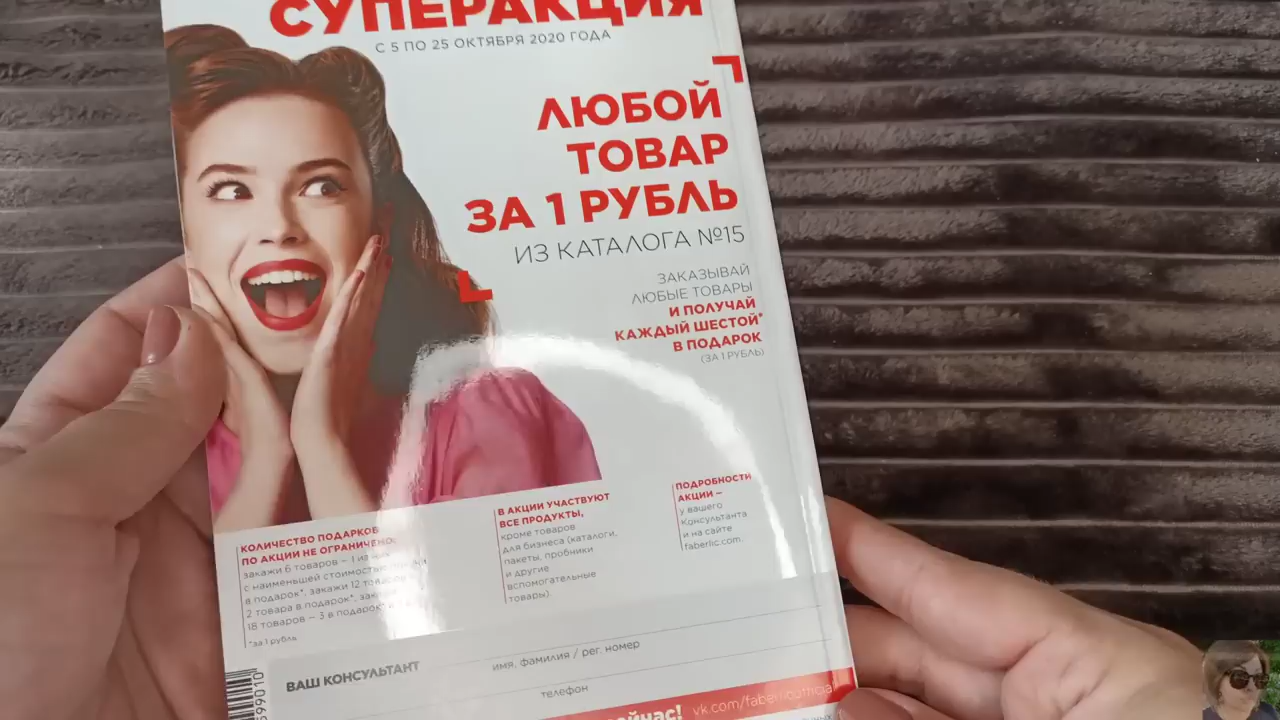 СУПЕРАКЦИЯ
С 5 ПО 25 ОКТЯБРЯ 2020 ГОДА
ЛЮБОЙ
ТОВАР
ЗА 1 РУБЛЬ
ИЗ КАТАЛОГА №15
ЗАКАЗЫВАЙ
ЛЮБЫЕ ТОВАРЫ
И ПОЛУЧАЙ
КАЖДЫЙ ШЕСТОЙ*
В ПОДАРОК
(ЗА 1 РУБЛЬ)
КОЛИЧЕСТВО ПОДАРКОВ
ПО АКЦИИ НЕ ОГРАНИЧЕНО:
закажи 6 товаров – 1 из них
с наименьшей стоимостью
в подарок*, закажи 12 товаров
2 товара в подарок*,
18 товаров – 3 в подарок*
*за 1 рубль
В АКЦИИ УЧАСТВУЮТ
ВСЕ ПРОДУКТЫ,
кроме товаров
для бизнеса (каталоги,
пакеты, пробники
и другие
вспомогательные
товары).
ПОДРОБНОСТИ
АКЦИИ –
у вашего
Консультанта
и на сайте
faberlic.com.
ВАШ КОНСУЛЬТАНТ
имя, фамилия / рег. номер
телефон
сейчас! vk.com/faberlicofficial